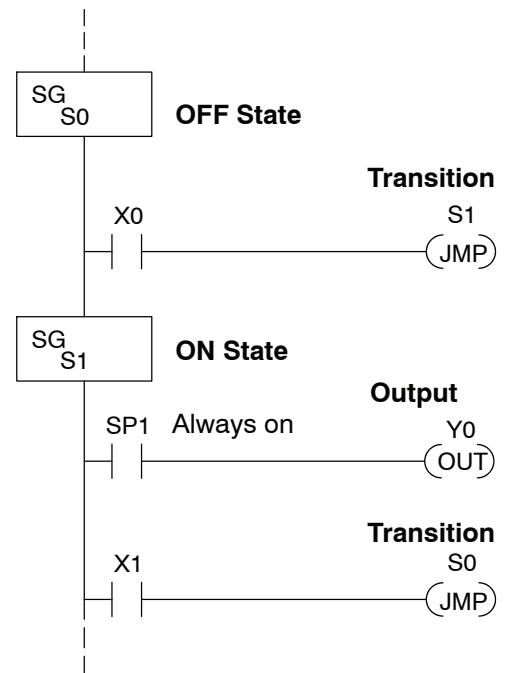 SG
S0
OFF State
Transition
X0
S1
(JMP)
SG
S1
ON State
Output
SP1
Always on
Y0
(OUT)
Transition
X1
S0
(JMP)